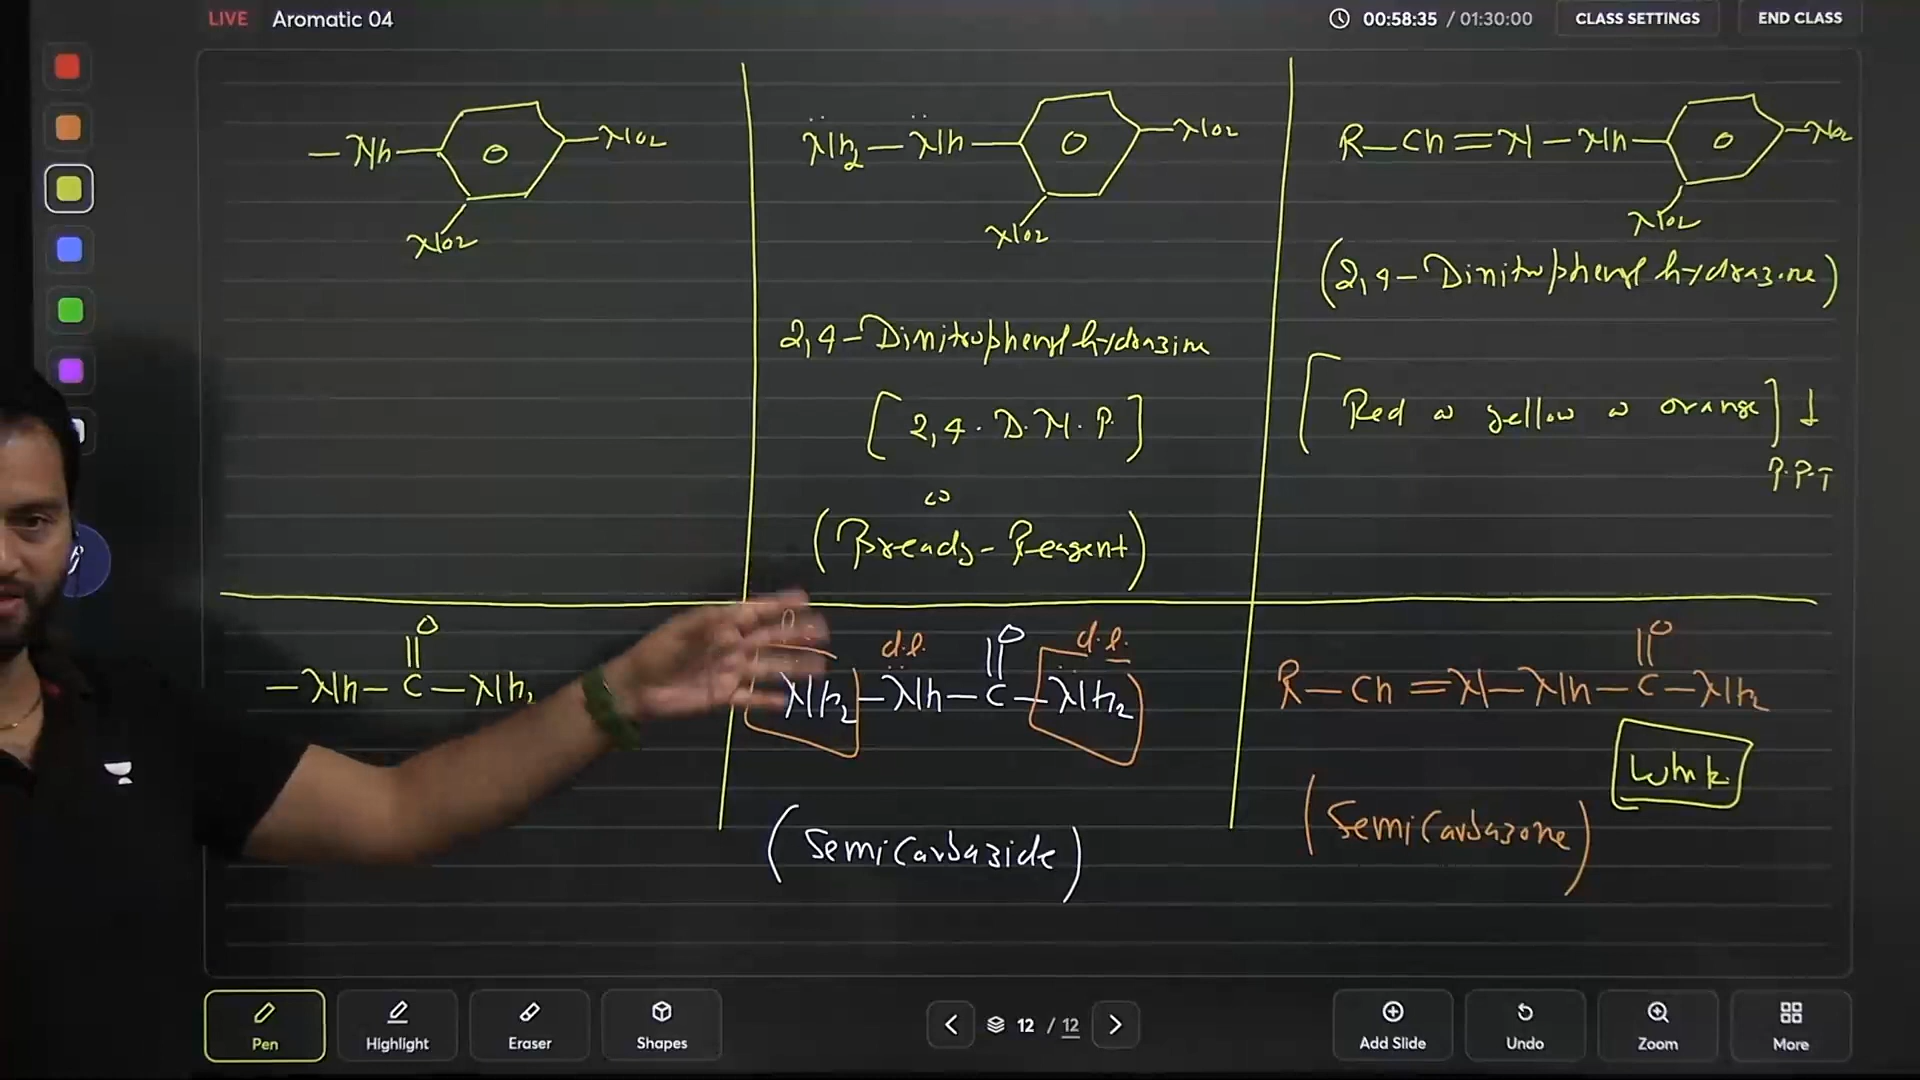 LIVE Aromatic 04
00:58:35 / 01:30:00 CLASS SETTINGS END CLASS
— Nh — O — NO2
NO2
NH2 — Nh — O — NO2
NO2
2,4 - Dinitrophenyl hydrazine
[2,4. D. N. P.]
or
(Bready - Reagent)
R — Ch = N — Nh — O — NO2
NO2
(2,4 - Dinitrophenyl hydrazine)
[Red or yellow or orange] ↓
P.P.T
O
— Nh — C — Nh2
d.l. O d.l.
NH2 — Nh — C — NH2
(SemiCarbazide)
O
R — Ch = N — Nh — C — NH2
(SemiCarbazone)
Pen Highlight Eraser Shapes
12 / 12
Add Slide Undo Zoom More